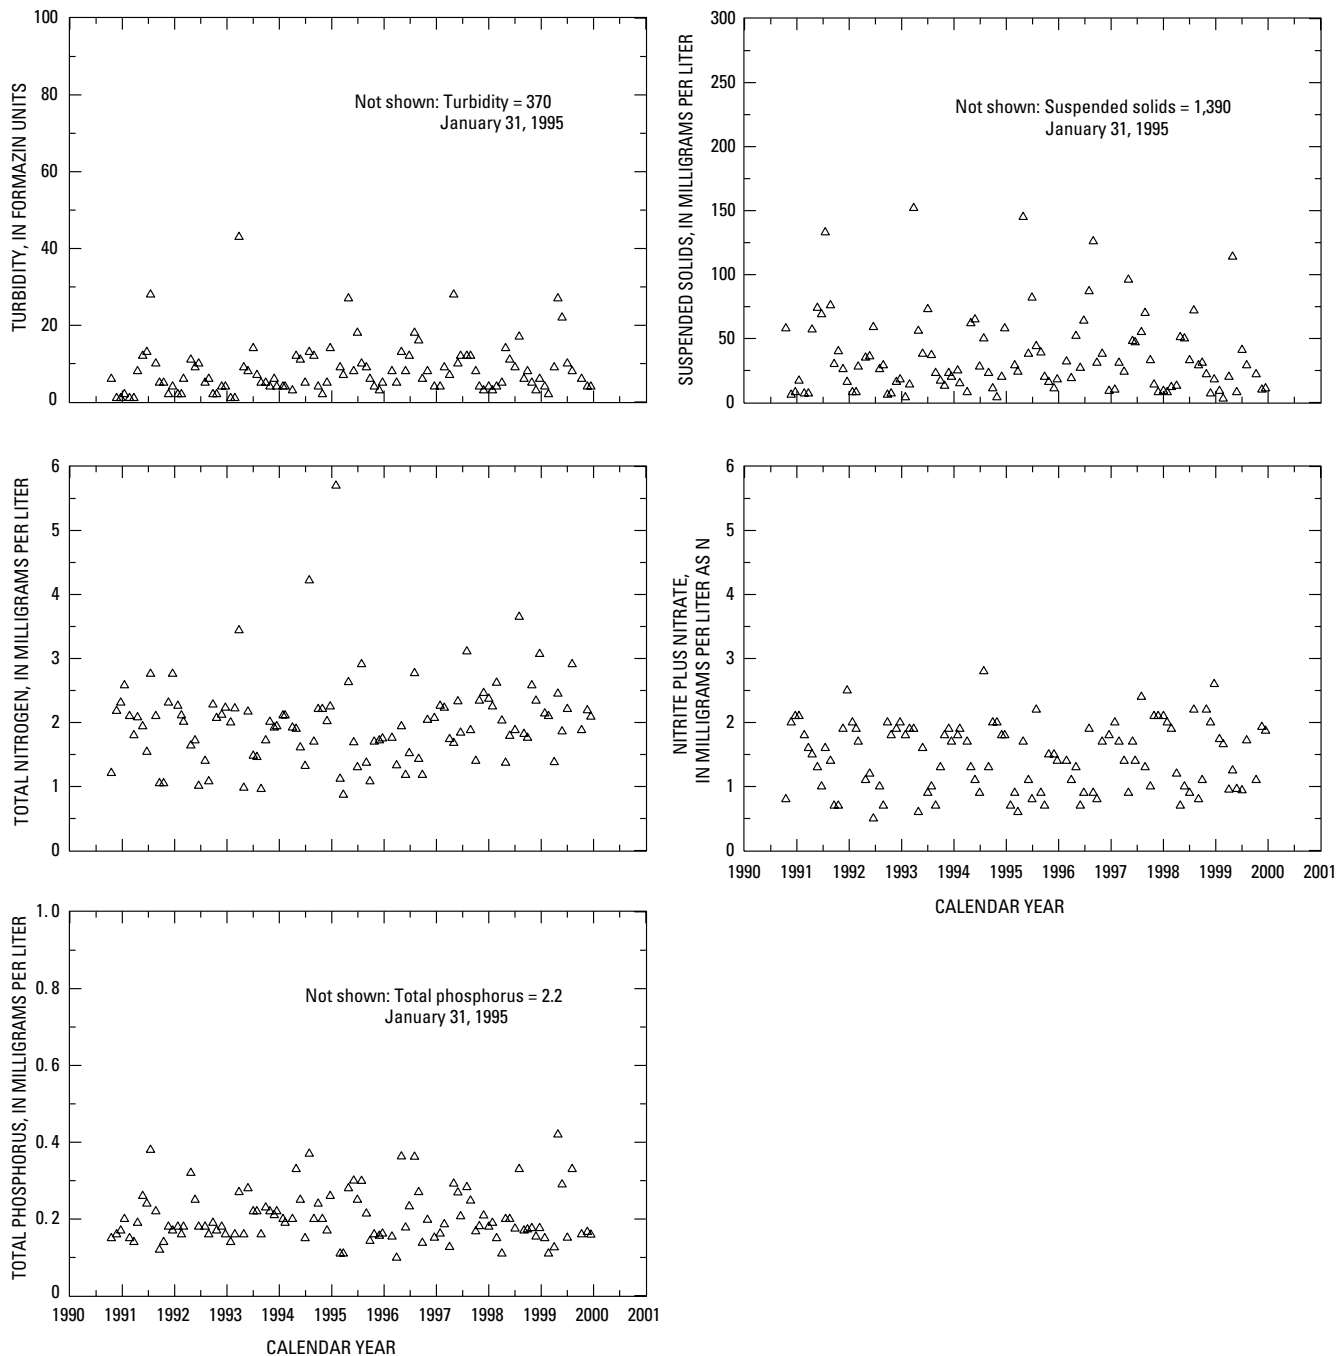 TURBIDITY, IN FORMAZIN UNITS
100
80
60
40
20
0
Not shown: Turbidity = 370
January 31, 1995
SUSPENDED SOLIDS, IN MILLIGRAMS PER LITER
300
250
200
150
100
50
0
Not shown: Suspended solids = 1,390
January 31, 1995
TOTAL NITROGEN, IN MILLIGRAMS PER LITER
6
5
4
3
2
1
0
NITRITE PLUS NITRATE,
IN MILLIGRAMS PER LITER AS N
6
5
4
3
2
1
0
1990 1991 1992 1993 1994 1995 1996 1997 1998 1999 2000 2001
CALENDAR YEAR
TOTAL PHOSPHORUS, IN MILLIGRAMS PER LITER
1.0
0.8
0.6
0.4
0.2
0
Not shown: Total phosphorus = 2.2
January 31, 1995
1990 1991 1992 1993 1994 1995 1996 1997 1998 1999 2000 2001
CALENDAR YEAR